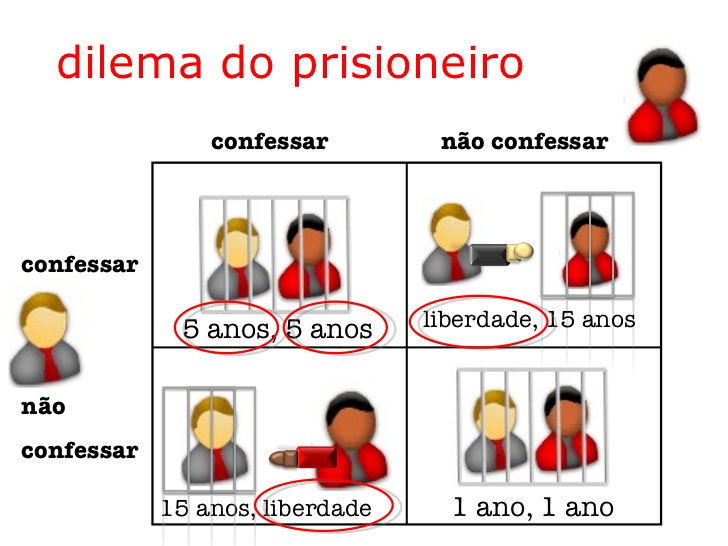 dilema do prisioneiro
confessar não confessar
confessar
5 anos, 5 anos
liberdade, 15 anos
não
confessar
15 anos, liberdade
1 ano, 1 ano